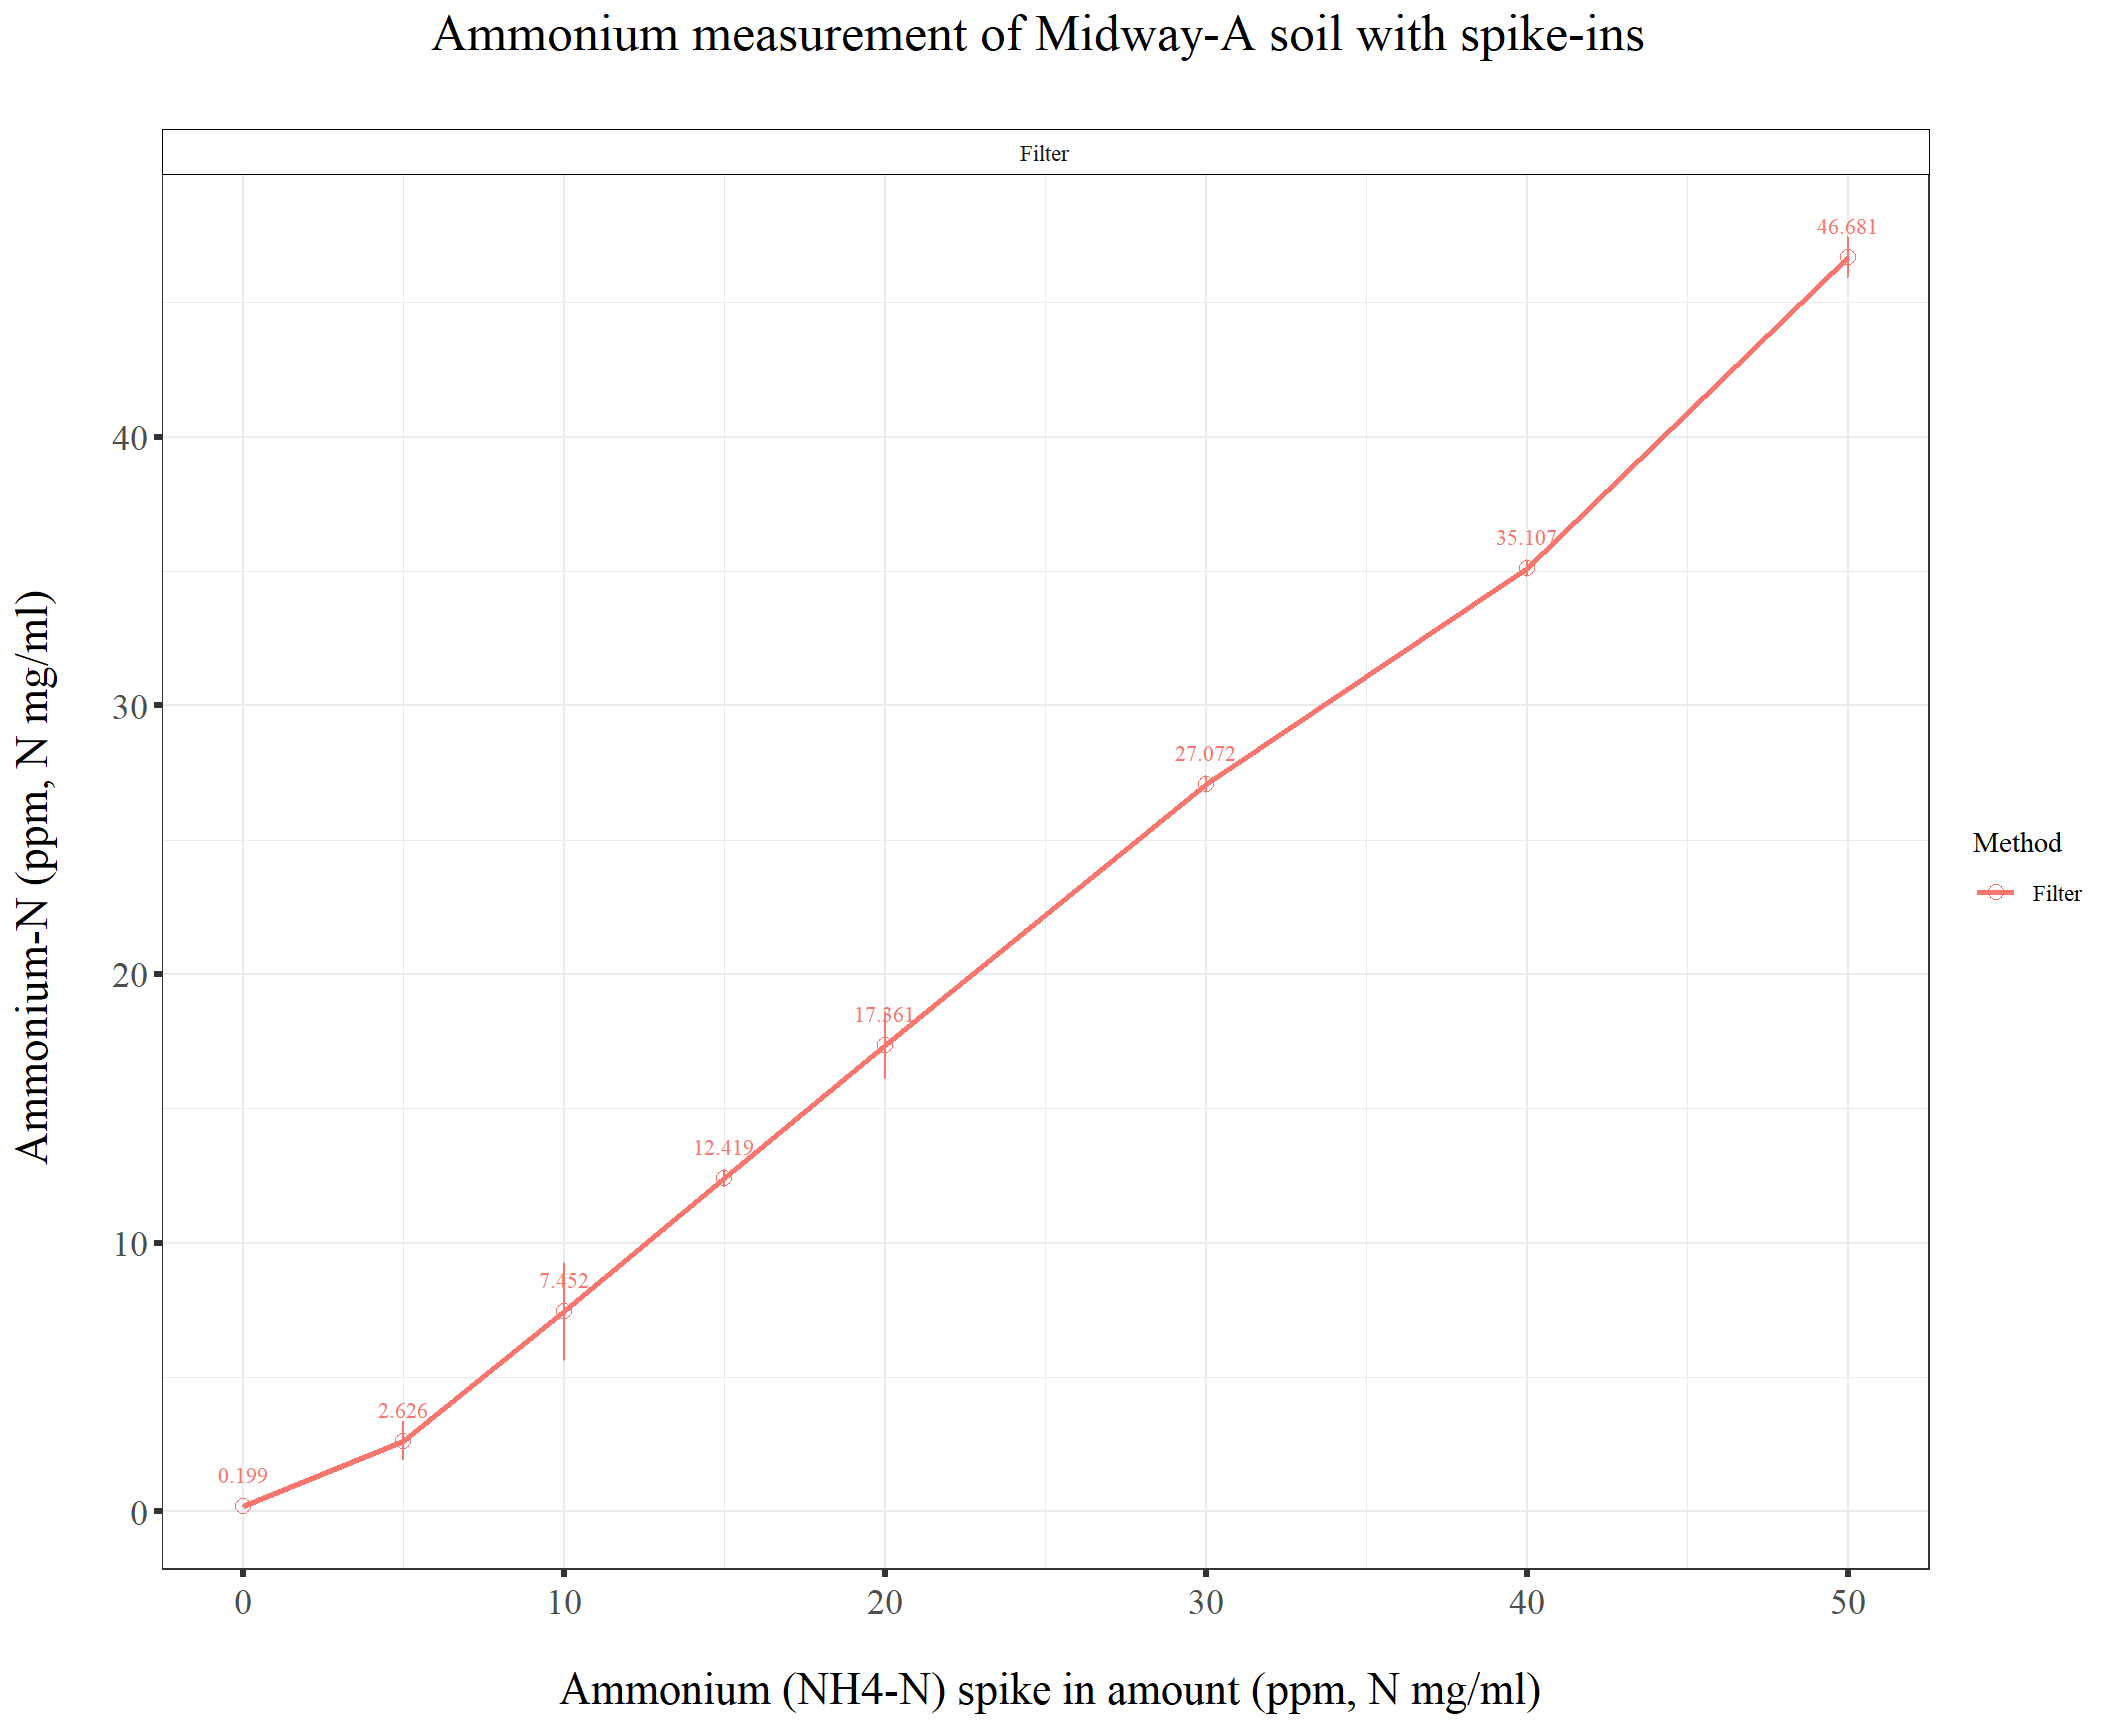 Ammonium measurement of Midway-A soil with spike-ins
Filter
46.681
40
35.107
30
27.072
Ammonium-N (ppm, N mg/ml)
Method
Filter
20
17.361
12.419
10
7.452
2.626
0.199
0
0 10 20 30 40 50
Ammonium (NH4-N) spike in amount (ppm, N mg/ml)